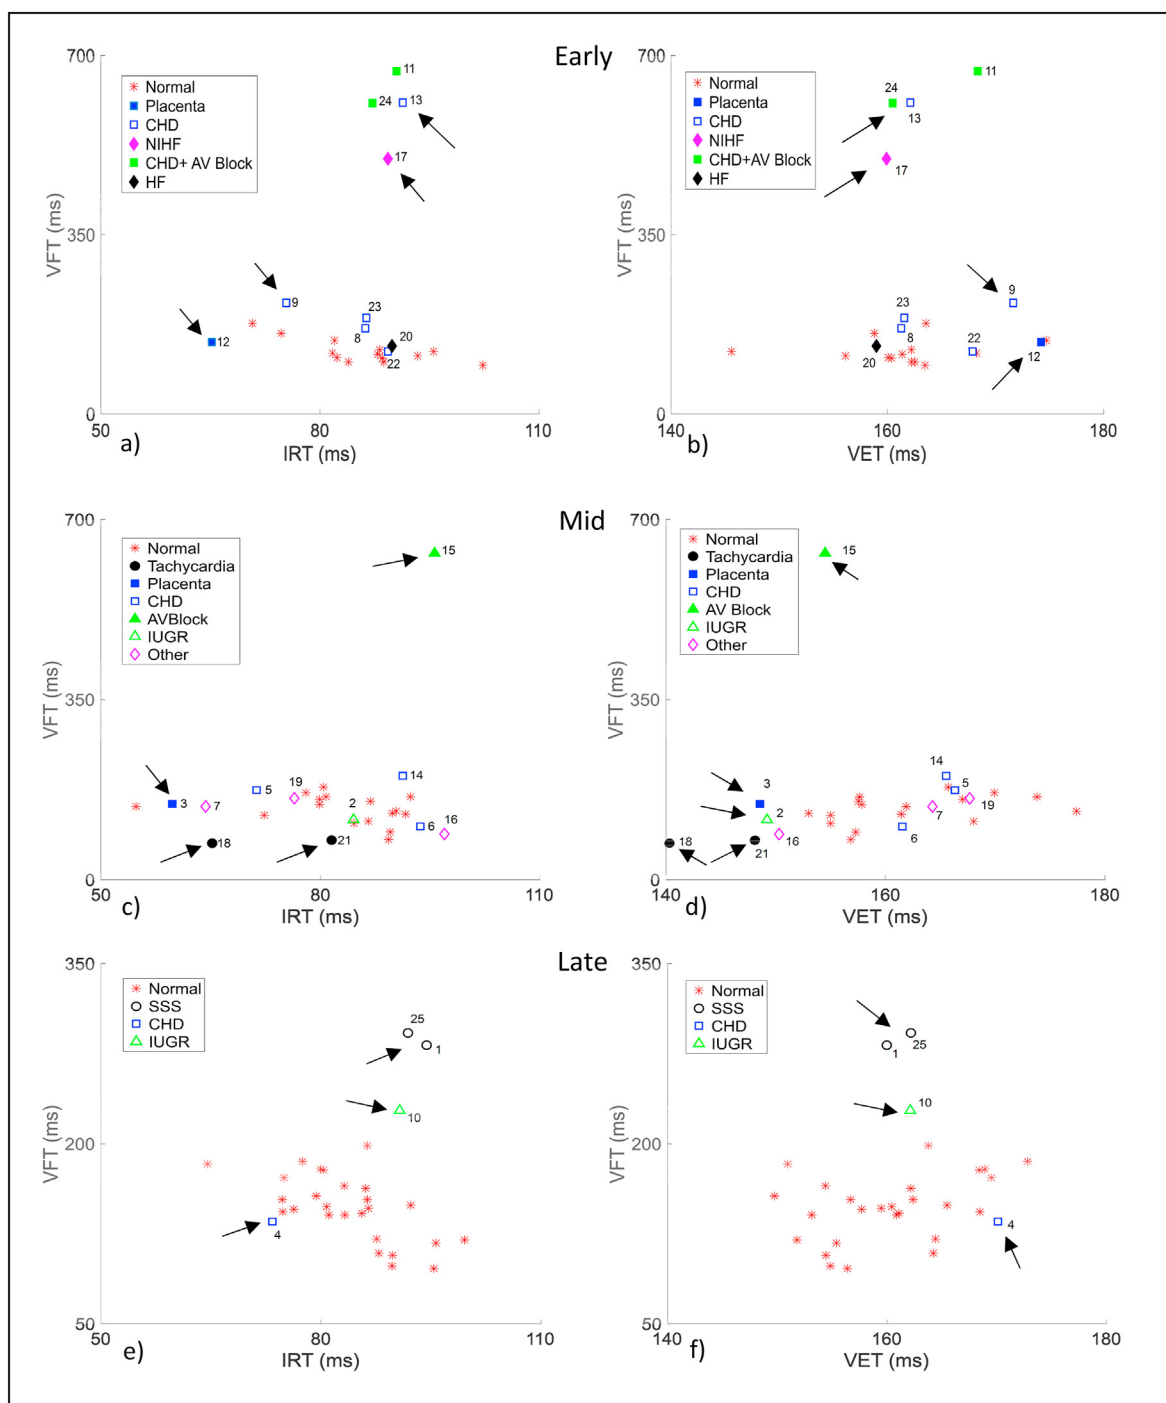 Early
700
350
0
VFT (ms)
Normal
Placenta
CHD
NIHF
CHD+ AV Block
HF
11
24
13
17
9
12
23
8
20
22
50
80
110
IRT (ms)
a)
Normal
Placenta
CHD
NIHF
CHD+AV Block
HF
11
24
13
17
9
23
8
22
20
12
140
160
180
VET (ms)
b)
Mid
700
350
0
VFT (ms)
Normal
Tachycardia
Placenta
CHD
AVBlock
IUGR
Other
15
14
19
5
3
7
2
6
16
18
21
50
80
110
IRT (ms)
c)
700
350
0
VFT (ms)
Normal
Tachycardia
Placenta
CHD
AV Block
IUGR
Other
15
14
3
5
19
7
2
6
16
18
21
140
160
180
VET (ms)
d)
Late
350
200
50
VFT (ms)
Normal
SSS
CHD
IUGR
25
1
10
4
50
80
110
IRT (ms)
e)
350
200
50
VFT (ms)
Normal
SSS
CHD
IUGR
1
25
10
4
140
160
180
VET (ms)
f)